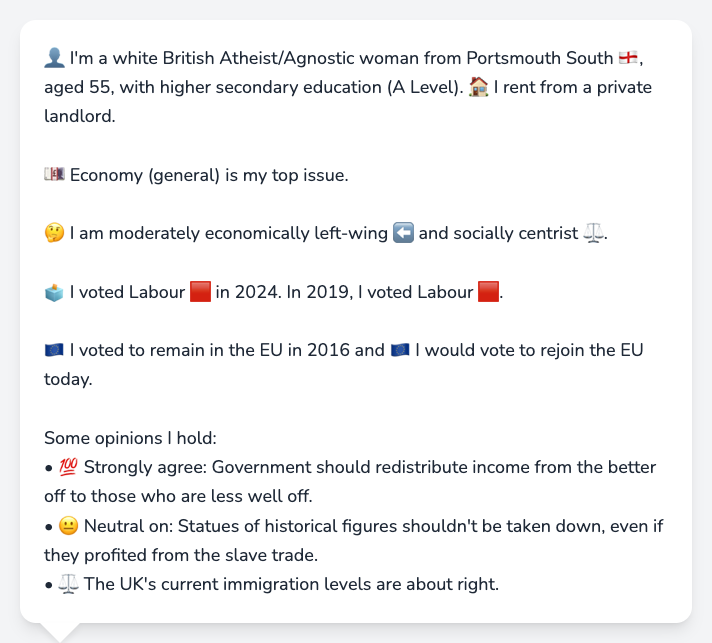 👤 I'm a white British Atheist/Agnostic woman from Portsmouth South 🏴󠁧󠁢󠁥󠁮󠁧󠁿,
aged 55, with higher secondary education (A Level). 🏠 I rent from a private
landlord.
💷 Economy (general) is my top issue.
🤔 I am moderately economically left-wing ⬅️ and socially centrist ⚖️.
🗳️ I voted Labour 🟥 in 2024. In 2019, I voted Labour 🟥.
🇪🇺 I voted to remain in the EU in 2016 and 🇪🇺 I would vote to rejoin the EU
today.
Some opinions I hold:
• 💯 Strongly agree: Government should redistribute income from the better
off to those who are less well off.
• 😐 Neutral on: Statues of historical figures shouldn't be taken down, even if
they profited from the slave trade.
• ⚖️ The UK's current immigration levels are about right.